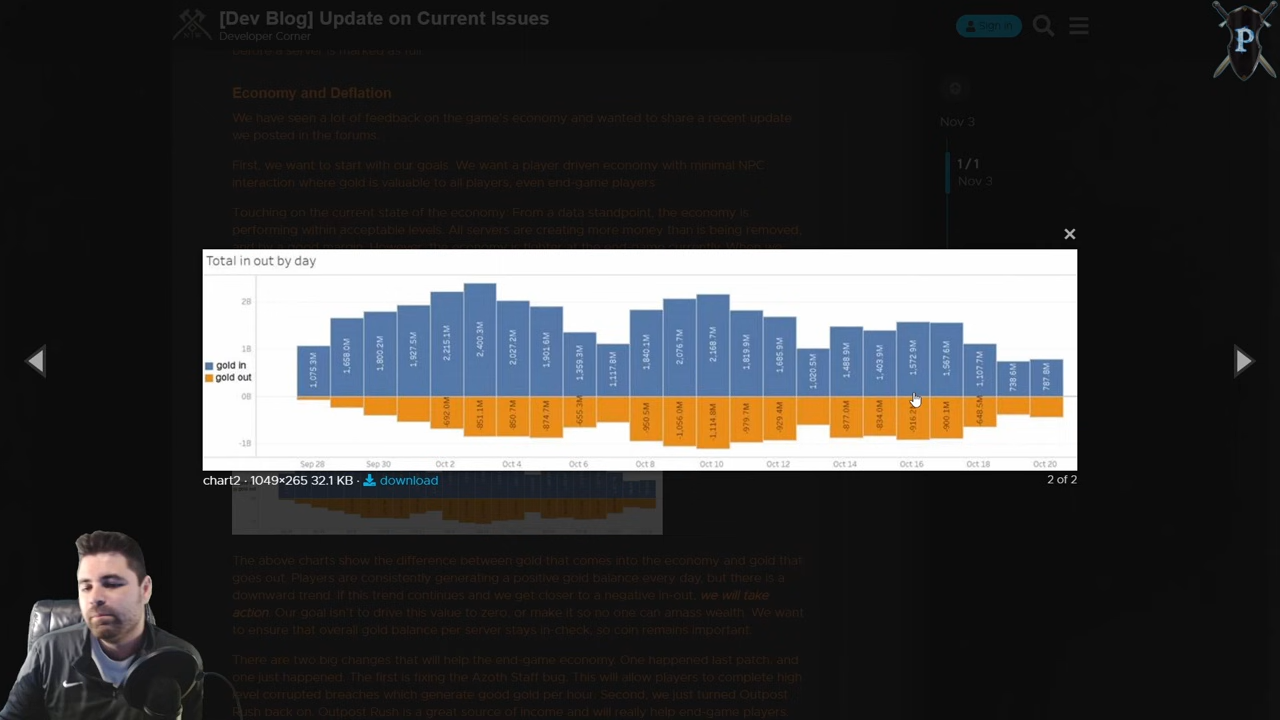 [Dev Blog] Update on Current Issues
Developer Corner
Sign In
P
Economy and Deflation
We have seen a lot of feedback on the game's economy and wanted to share a recent update
we posted in the forums.
Nov 3
First, we want to start with our goals. We want a player driven economy with minimal NPC
interaction where gold is valuable to all players, even end-game players.
1 / 1
Nov 3
Touching on the current state of the economy: From a data standpoint, the economy is
performing within acceptable levels. All servers are creating more money than is being removed,
×
Total in out by day
2B
1B
0B
-1B
gold in
gold out
1,075.3M
1,658.0M
1,800.2M
1,927.5M
2,215.1M
2,400.3M
2,027.2M
1,901.6M
1,359.3M
1,117.8M
1,840.1M
2,076.7M
2,168.7M
1,819.9M
1,685.9M
1,020.5M
1,488.9M
1,403.9M
1,572.9M
1,567.6M
1,107.7M
738.6M
787.8M
-692.0M
-851.1M
-850.7M
-874.7M
-655.3M
-950.5M
-1,056.0M
-1,114.8M
-979.7M
-929.4M
-877.0M
-834.0M
-900.1M
-648.5M
Sep 28
Sep 30
Oct 2
Oct 4
Oct 6
Oct 8
Oct 10
Oct 12
Oct 14
Oct 16
Oct 18
Oct 20
chart2 · 1049×265 32.1 KB · download
2 of 2
The above charts show the difference between gold that comes into the economy and gold that
goes out. Players are consistently generating a positive gold balance every day, but there is a
downward trend. If this trend continues and we get closer to a negative in-out, we will take
action. Our goal isn't to drive this value to zero, or make it so no one can amass wealth. We want
to ensure that overall gold balance per server stays in check, so coin remains important.
There are two big changes that will help the end-game economy. One happened last patch, and
one just happened. The first is fixing the Azoth Staff bug. This will allow players to complete high
level corrupted breaches which generate good gold per hour. Second, we just turned Outpost
Rush back on. Outpost Rush is a great source of income and will really help end-game players